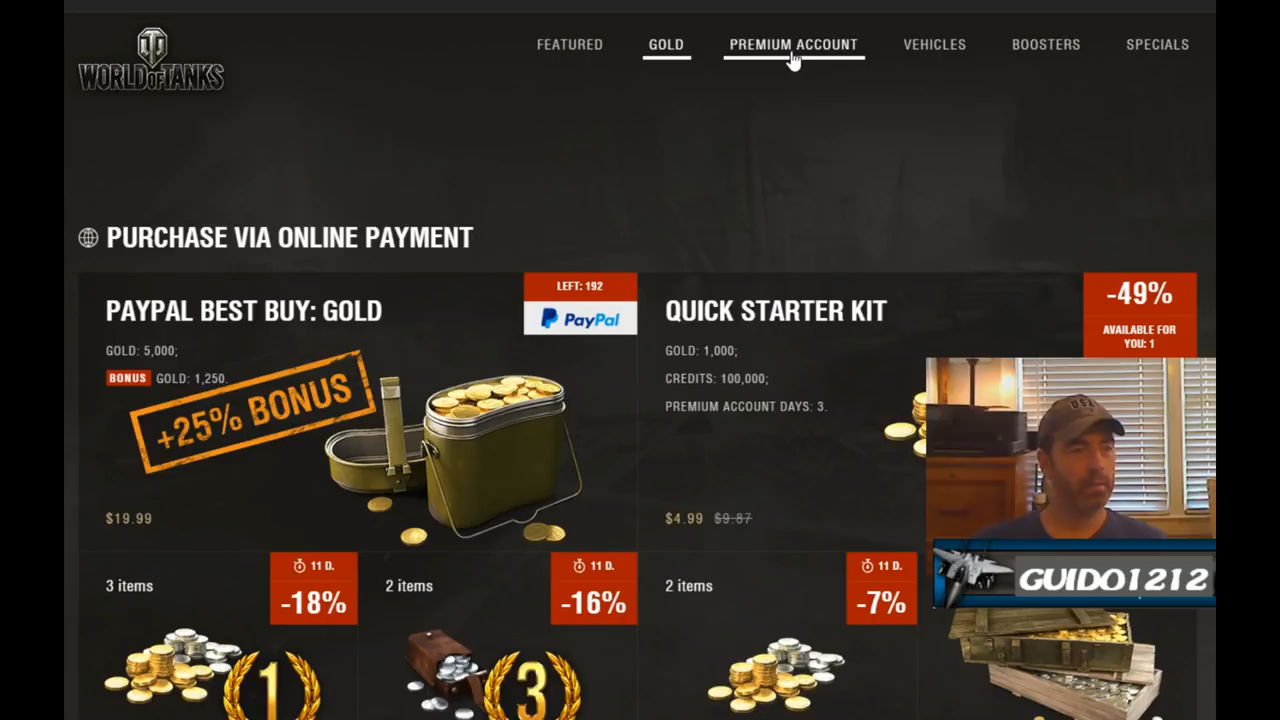 WORLD OF TANKS
FEATURED
GOLD
PREMIUM ACCOUNT
VEHICLES
BOOSTERS
SPECIALS
PURCHASE VIA ONLINE PAYMENT
PAYPAL BEST BUY: GOLD
LEFT: 192
PayPal
GOLD: 5,000;
BONUS GOLD: 1,250.
+25% BONUS
$19.99
QUICK STARTER KIT
-49%
AVAILABLE FOR
YOU: 1
GOLD: 1,000;
CREDITS: 100,000;
PREMIUM ACCOUNT DAYS: 3.
$4.99 $9.87
GUIDO1212
3 items
11 D.
-18%
1
2 items
11 D.
-16%
3
2 items
11 D.
-7%